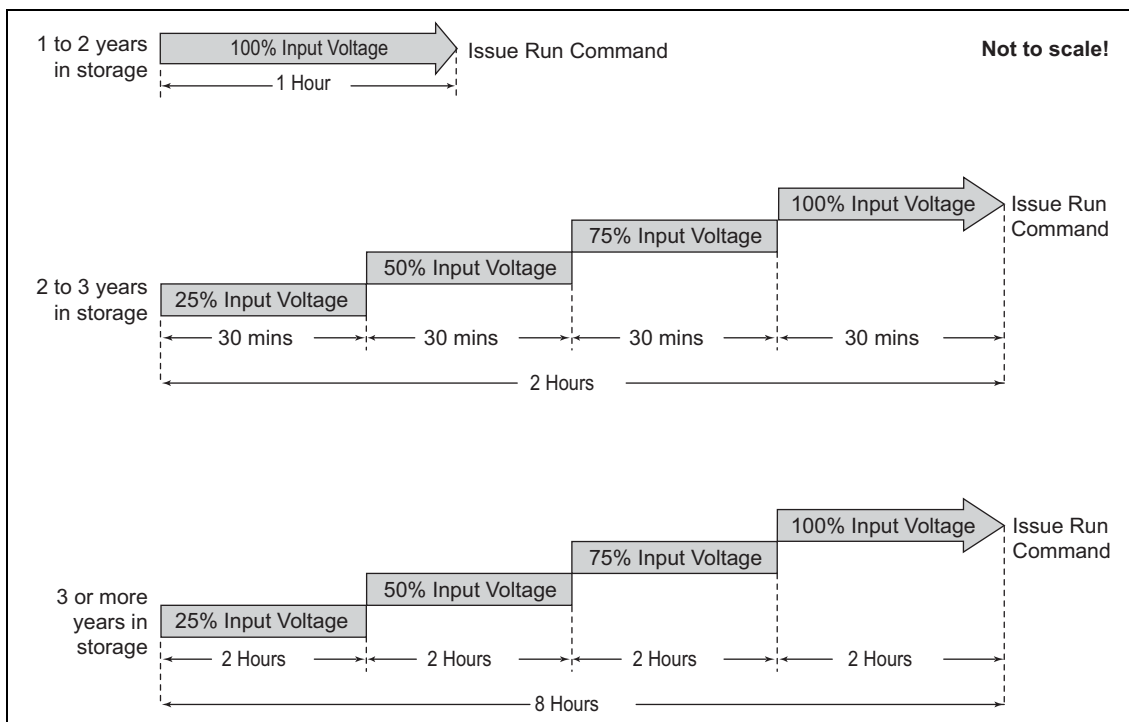 1 to 2 years
in storage
100% Input Voltage
Issue Run Command
Not to scale!
1 Hour
2 to 3 years
in storage
25% Input Voltage
50% Input Voltage
75% Input Voltage
100% Input Voltage
Issue Run
Command
30 mins
30 mins
30 mins
30 mins
2 Hours
3 or more
years in
storage
25% Input Voltage
50% Input Voltage
75% Input Voltage
100% Input Voltage
Issue Run
Command
2 Hours
2 Hours
2 Hours
2 Hours
8 Hours